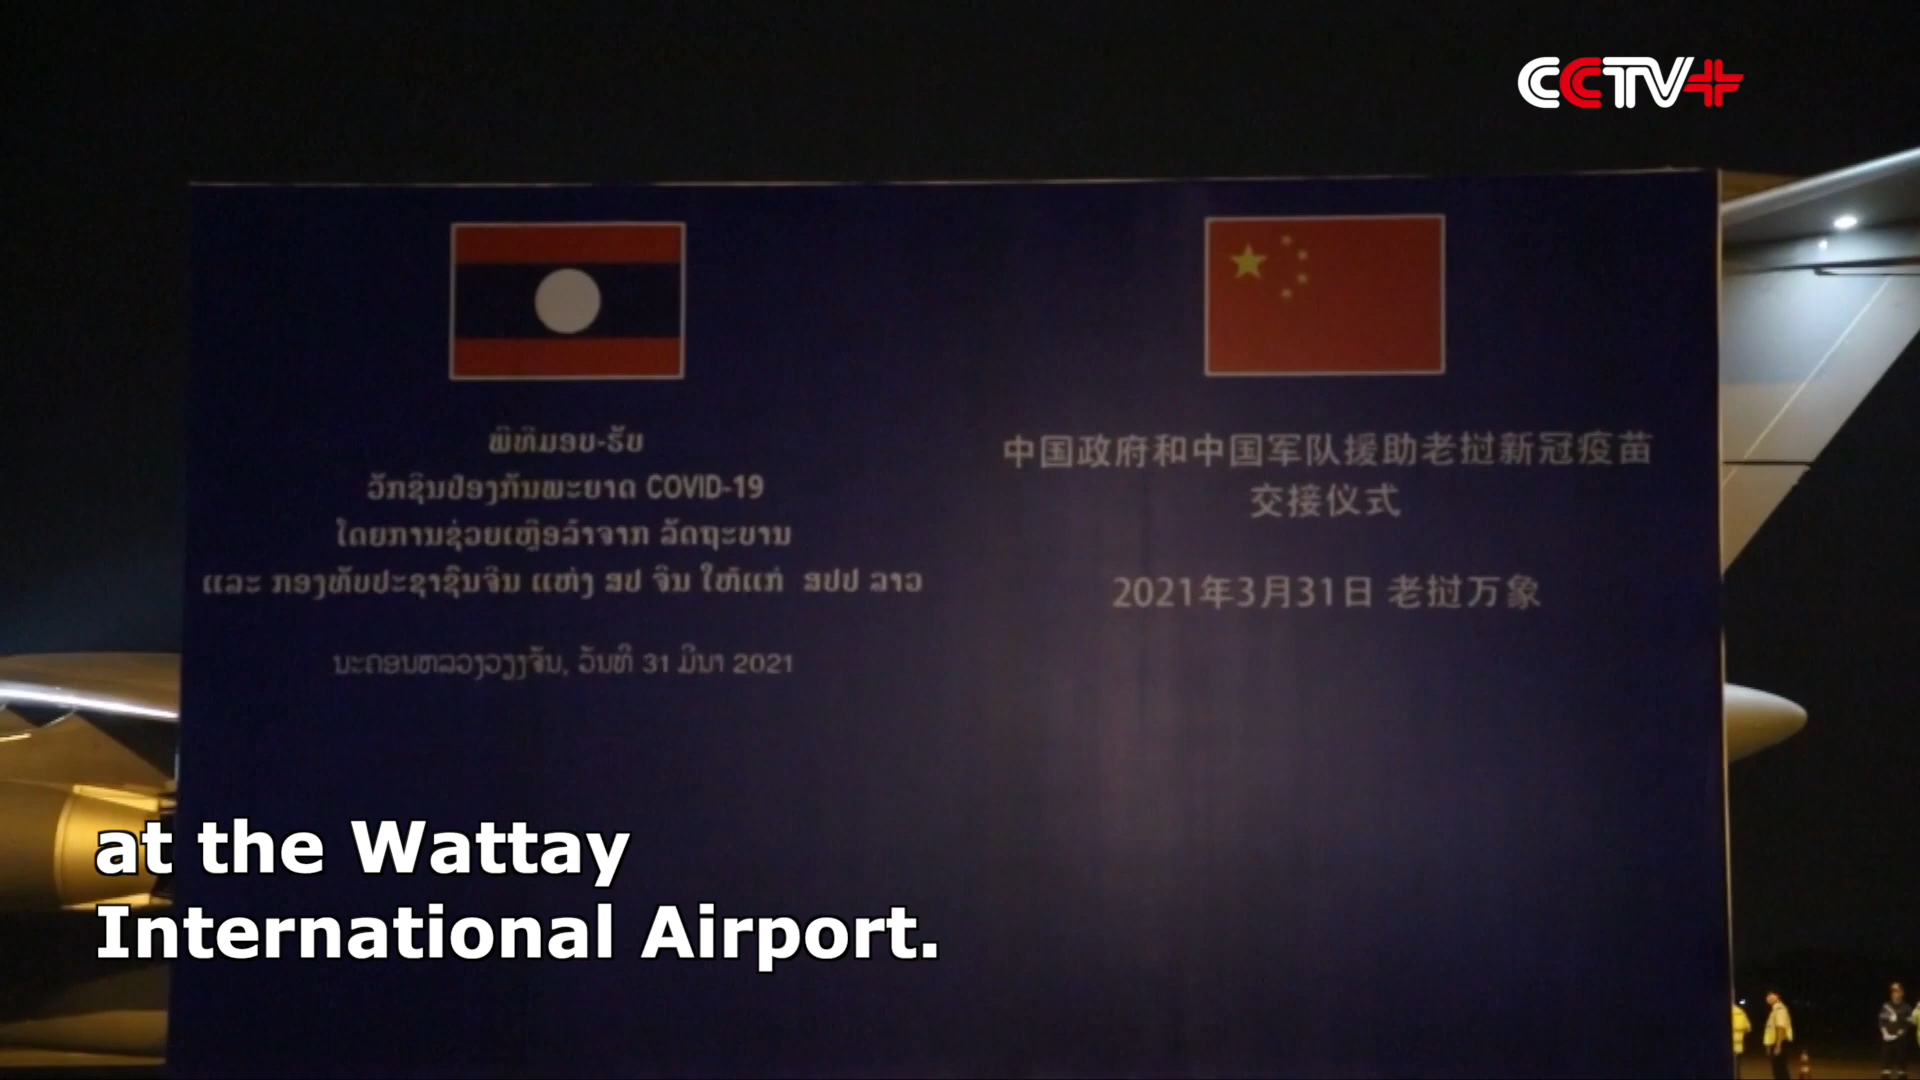 CCTV+
ພິທີມອບ-ຮັບ
ວັກຊິນປ້ອງກັນພະຍາດ COVID-19
ໂດຍການຊ່ວຍເຫຼືອລ້າຈາກ ລັດຖະບານ
ແລະ ກອງທັບປະຊາຊົນຈີນ ແຫ່ງ ສປ ຈີນ ໃຫ້ແກ່ ສປປ ລາວ
ນະຄອນຫລວງວຽງຈັນ, ວັນທີ 31 ມີນາ 2021
中国政府和中国军队援助老挝新冠疫苗
交接仪式
2021年3月31日 老挝万象
at the Wattay
International Airport.